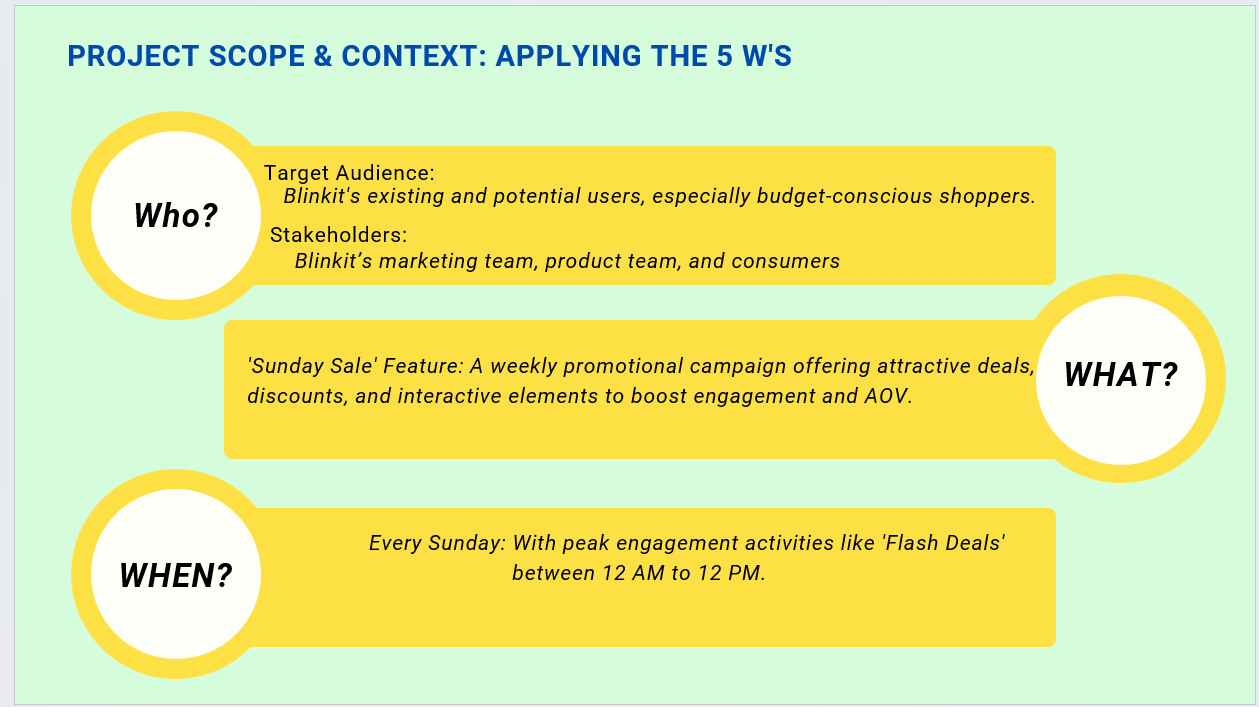 PROJECT SCOPE & CONTEXT: APPLYING THE 5 W'S
Who?
Target Audience:
Blinkit's existing and potential users, especially budget-conscious shoppers.
Stakeholders:
Blinkit’s marketing team, product team, and consumers
'Sunday Sale' Feature: A weekly promotional campaign offering attractive deals,
discounts, and interactive elements to boost engagement and AOV.
WHAT?
WHEN?
Every Sunday: With peak engagement activities like 'Flash Deals'
between 12 AM to 12 PM.